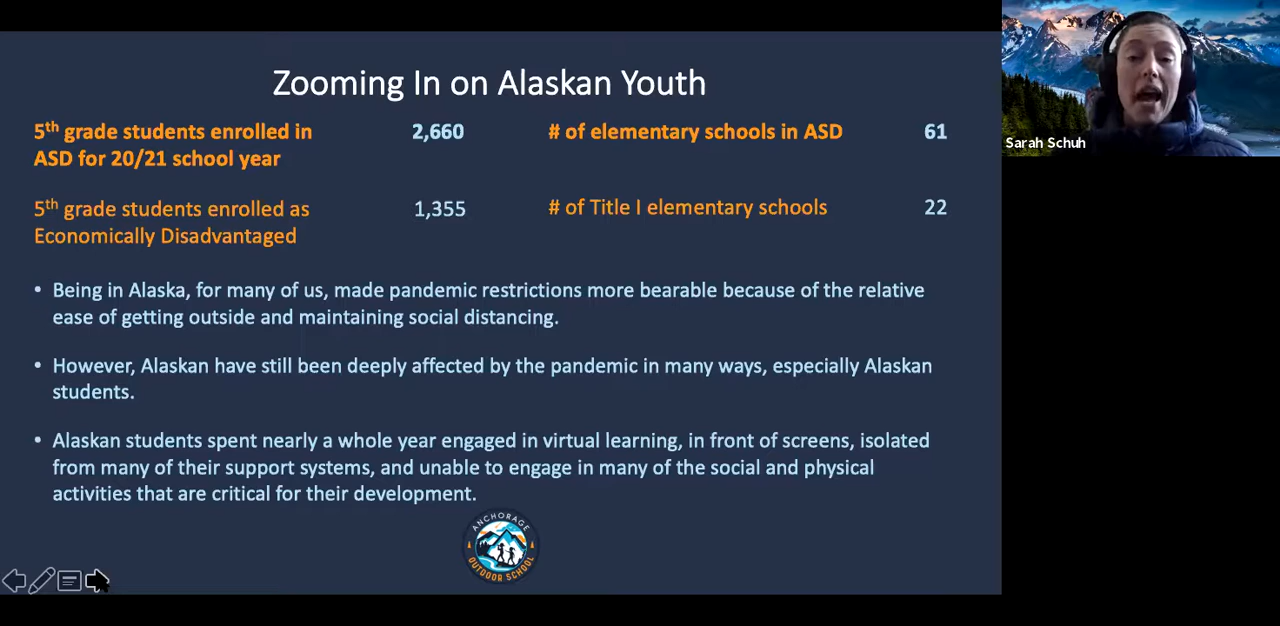 Zooming In on Alaskan Youth
5th grade students enrolled in
ASD for 20/21 school year
2,660
# of elementary schools in ASD
61
5th grade students enrolled as
Economically Disadvantaged
1,355
# of Title I elementary schools
22
• Being in Alaska, for many of us, made pandemic restrictions more bearable because of the relative
ease of getting outside and maintaining social distancing.
• However, Alaskan have still been deeply affected by the pandemic in many ways, especially Alaskan
students.
• Alaskan students spent nearly a whole year engaged in virtual learning, in front of screens, isolated
from many of their support systems, and unable to engage in many of the social and physical
activities that are critical for their development.
ANCHORAGE
OUTDOOR SCHOOL
Sarah Schuh